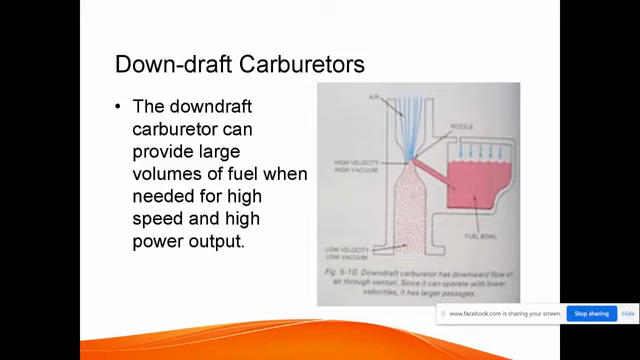 Down-draft Carburetors
• The downdraft
carburetor can
provide large
volumes of fuel when
needed for high
speed and high
power output.
AIR
NOZZLE
HIGH VELOCITY
HIGH VACUUM
FUEL BOWL
LOW VELOCITY
LOW VACUUM
Fig. 5-10. Downdraft carburetor has downward flow of
air through venturi. Since it can operate with lower
velocities, it has larger passages.
www.facebook.com is sharing your screen.
Stop sharing
Hide